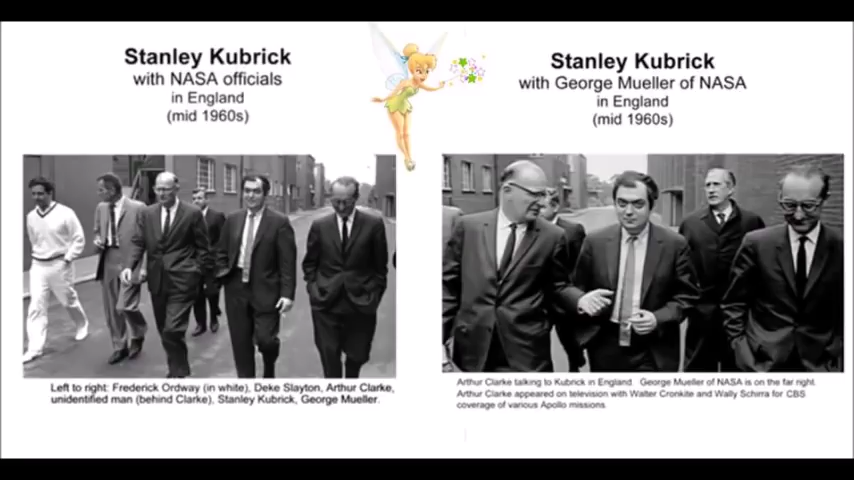 Stanley Kubrick
with NASA officials
in England
(mid 1960s)
Left to right: Frederick Ordway (in white), Deke Slayton, Arthur Clarke,
unidentified man (behind Clarke), Stanley Kubrick, George Mueller.
Stanley Kubrick
with George Mueller of NASA
in England
(mid 1960s)
Arthur Clarke talking to Kubrick in England. George Mueller of NASA is on the far right.
Arthur Clarke appeared on television with Walter Cronkite and Wally Schirra for CBS
coverage of various Apollo missions.